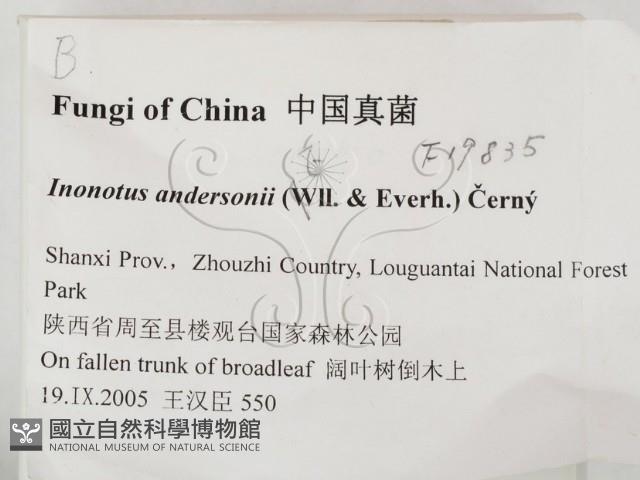 B
Fungi of China 中国真菌
F19835
Inonotus andersonii (Wll. & Everh.) Černý
Shanxi Prov., Zhouzhi Country, Louguantai National Forest
Park
陕西省周至县楼观台国家森林公园
On fallen trunk of broadleaf 阔叶树倒木上
19.IX.2005 王汉臣 550
國立自然科學博物館
NATIONAL MUSEUM OF NATURAL SCIENCE